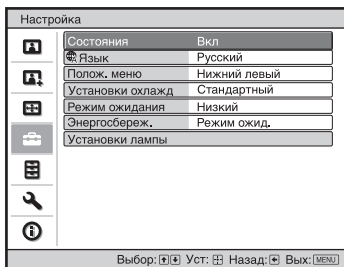 Настройка
Состояния Вкл
Язык Русский
Полож. меню Нижний левый
Установки охлажд Стандартный
Режим ожидания Низкий
Энергосбереж. Режим ожид.
Установки лампы
Выбор: Уст: Назад: Вых: MENU